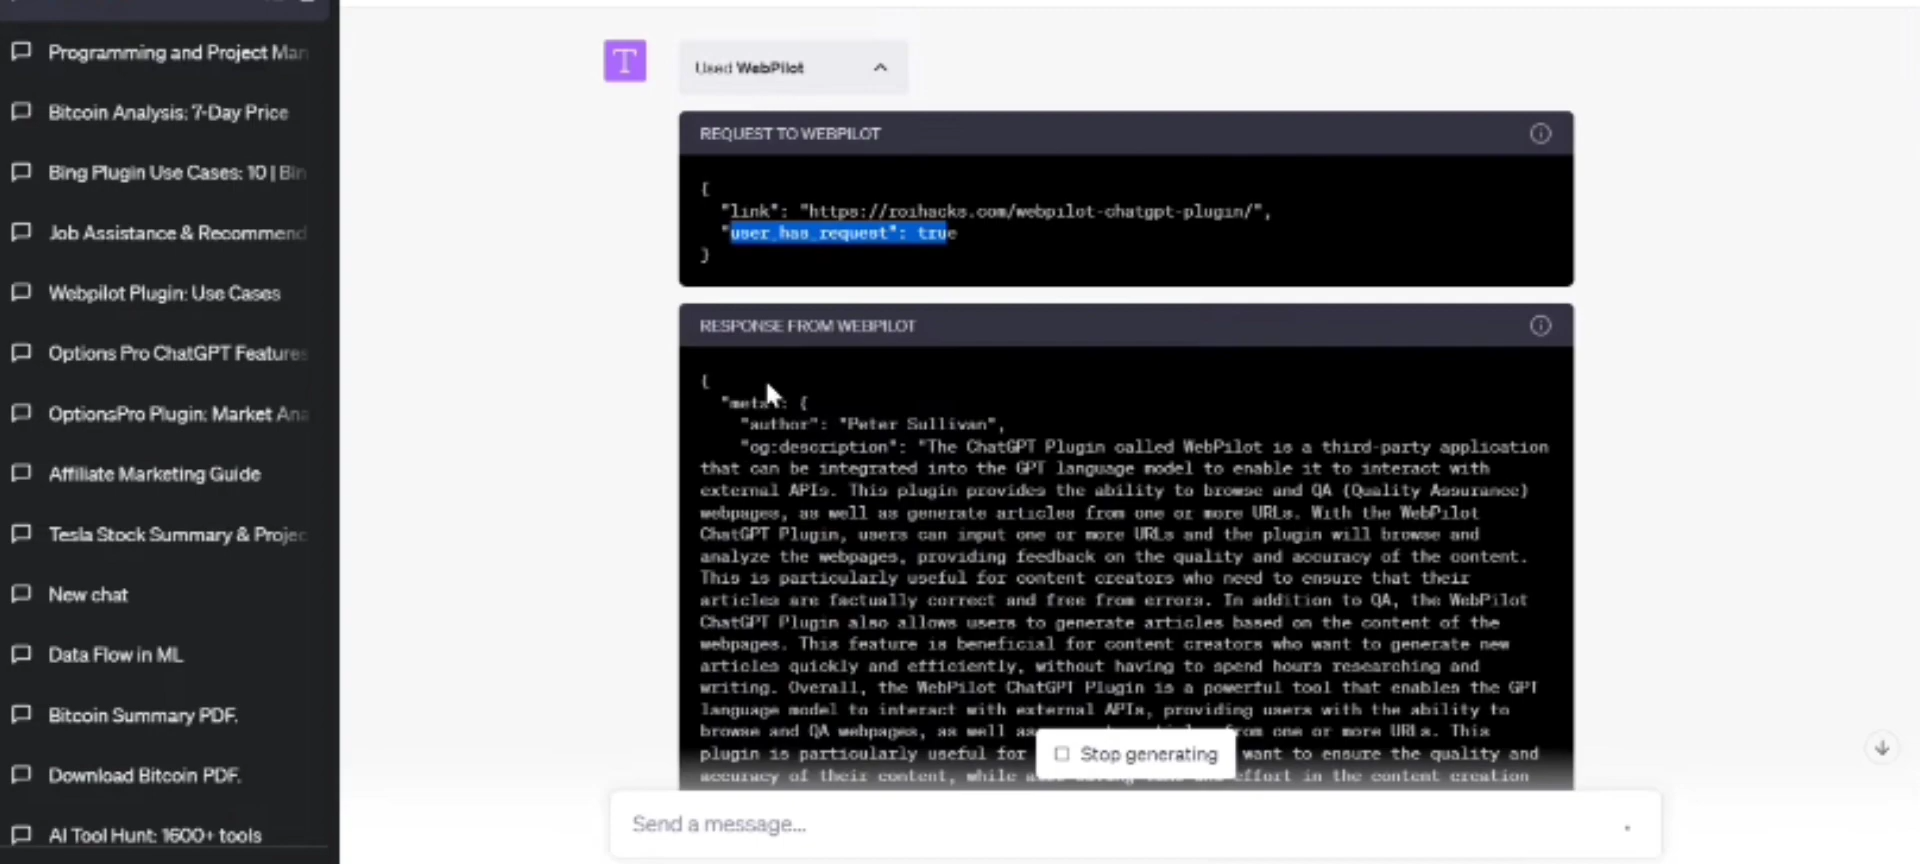 Programming and Project Man
Bitcoin Analysis: 7-Day Price
Bing Plugin Use Cases: 10 | Bin
Job Assistance & Recommend
Webpilot Plugin: Use Cases
Options Pro ChatGPT Features
OptionsPro Plugin: Market Ana
Affiliate Marketing Guide
Tesla Stock Summary & Projec
New chat
Data Flow in ML
Bitcoin Summary PDF.
Download Bitcoin PDF.
AI Tool Hunt: 1600+ tools
T
Used WebPilot
REQUEST TO WEBPILOT
{
"link": "https://roihacks.com/webpilot-chatgpt-plugin/",
"user_has_request": true
}
RESPONSE FROM WEBPILOT
{
"meta": {
"author": "Peter Sullivan",
"og:description": "The ChatGPT Plugin called WebPilot is a third-party application
that can be integrated into the GPT language model to enable it to interact with
external APIs. This plugin provides the ability to browse and QA (Quality Assurance)
webpages, as well as generate articles from one or more URLs. With the WebPilot
ChatGPT Plugin, users can input one or more URLs and the plugin will browse and
analyze the webpages, providing feedback on the quality and accuracy of the content.
This is particularly useful for content creators who need to ensure that their
articles are factually correct and free from errors. In addition to QA, the WebPilot
ChatGPT Plugin also allows users to generate articles based on the content of the
webpages. This feature is beneficial for content creators who want to generate new
articles quickly and efficiently, without having to spend hours researching and
writing. Overall, the WebPilot ChatGPT Plugin is a powerful tool that enables the GPT
language model to interact with external APIs, providing users with the ability to
browse and QA webpages, as well as from one or more URLs. This
plugin is particularly useful for want to ensure the quality and
accuracy of their content, while effort in the content creation
Stop generating
Send a message...